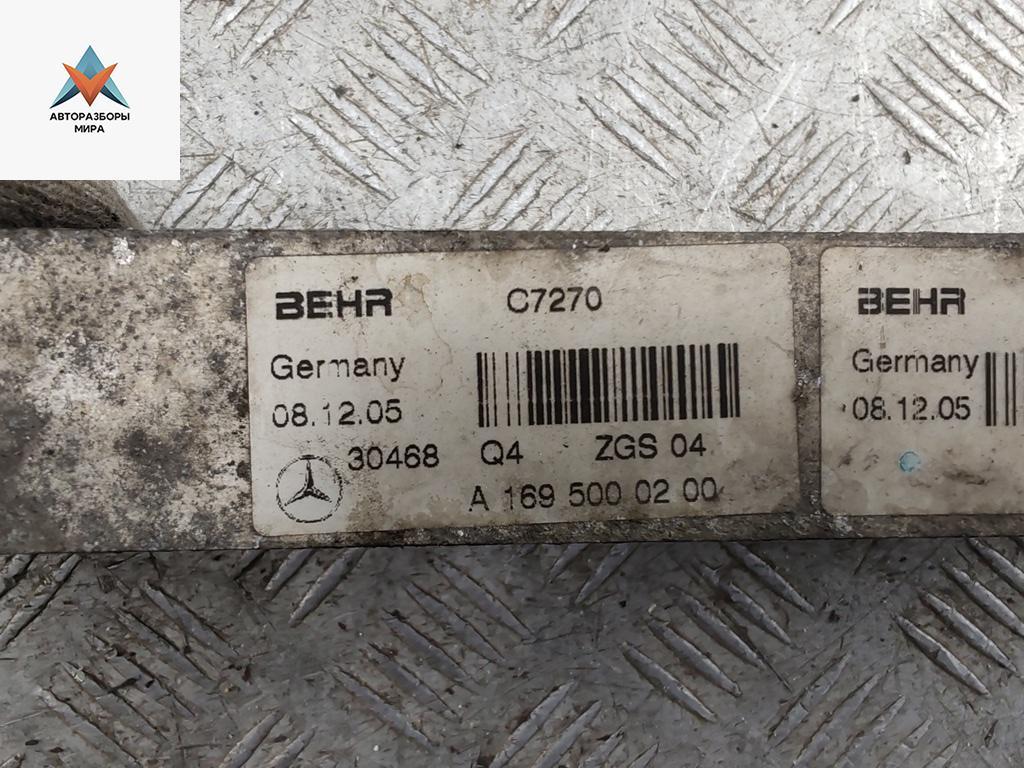 АВТОРАЗБОРЫ
МИРА
BEHR C7270
Germany
08.12.05
30468 Q4 ZGS 04
A 169 500 02 00
BEHR
Germany
08.12.05